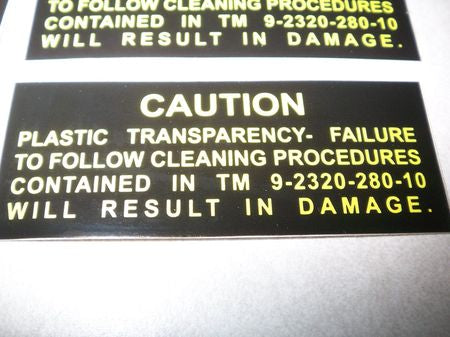 TO FOLLOW CLEANING PROCEDURES
CONTAINED IN TM 9-2320-280-10
WILL RESULT IN DAMAGE.
CAUTION
PLASTIC TRANSPARENCY- FAILURE
TO FOLLOW CLEANING PROCEDURES
CONTAINED IN TM 9-2320-280-10
WILL RESULT IN DAMAGE.